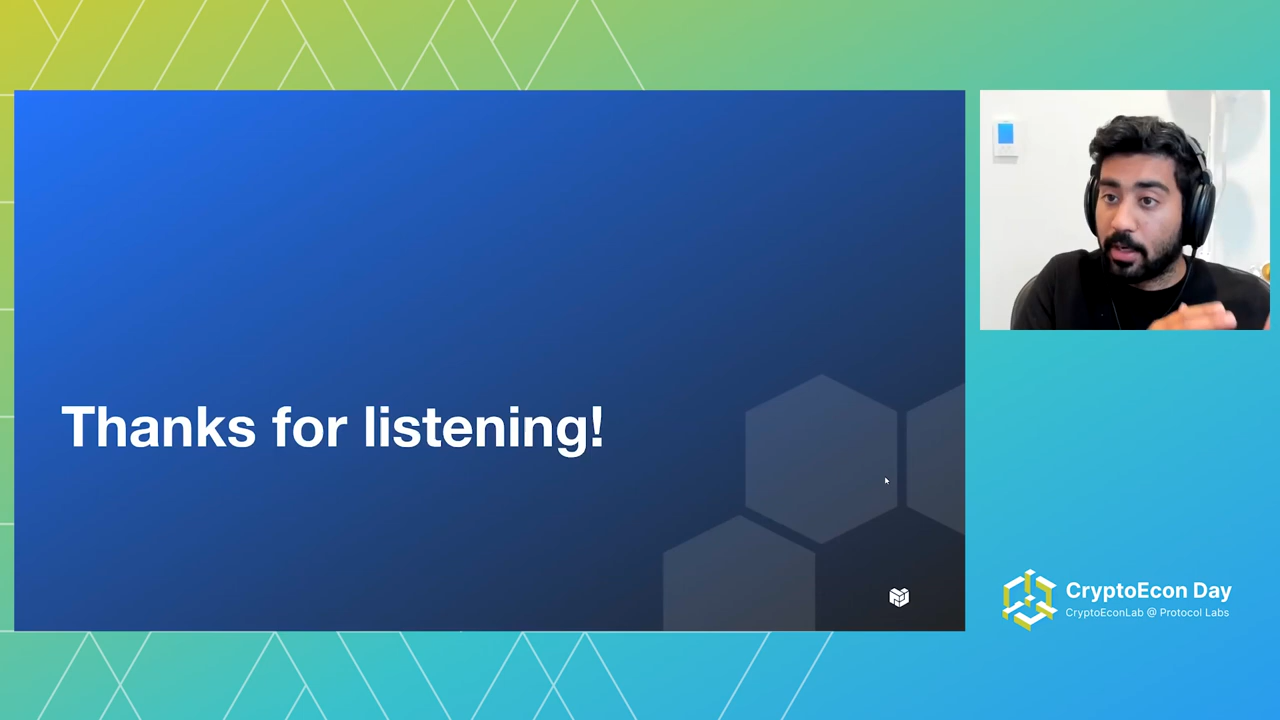 Thanks for listening!
CryptoEcon Day
CryptoEconLab @ Protocol Labs